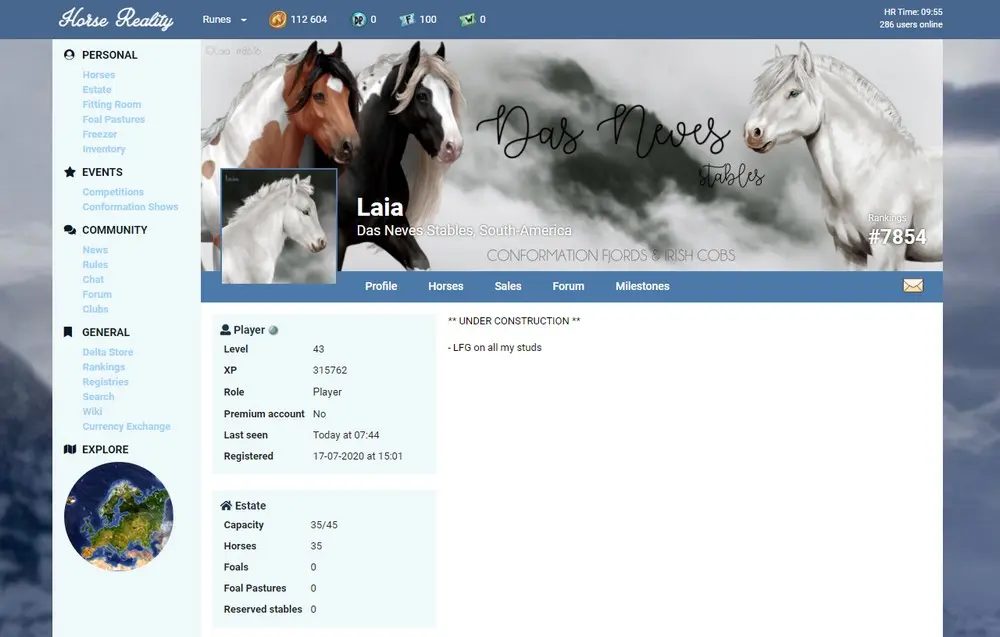 Horse Reality
Runes
112 604
0
100
0
HR Time: 09:55
286 users online
PERSONAL
Horses
Estate
Fitting Room
Foal Pastures
Freezer
Inventory
EVENTS
Competitions
Conformation Shows
COMMUNITY
News
Rules
Chat
Forum
Clubs
GENERAL
Delta Store
Rankings
Registries
Search
Wiki
Currency Exchange
EXPLORE
Das Neves
stables
Laia
Das Neves Stables, South-America
CONFORMATION FJORDS & IRISH COBS
Rankings
#7854
Profile
Horses
Sales
Forum
Milestones
Player
Level 43
XP 315762
Role Player
Premium account No
Last seen Today at 07:44
Registered 17-07-2020 at 15:01
Estate
Capacity 35/45
Horses 35
Foals 0
Foal Pastures 0
Reserved stables 0
** UNDER CONSTRUCTION **
- LFG on all my studs